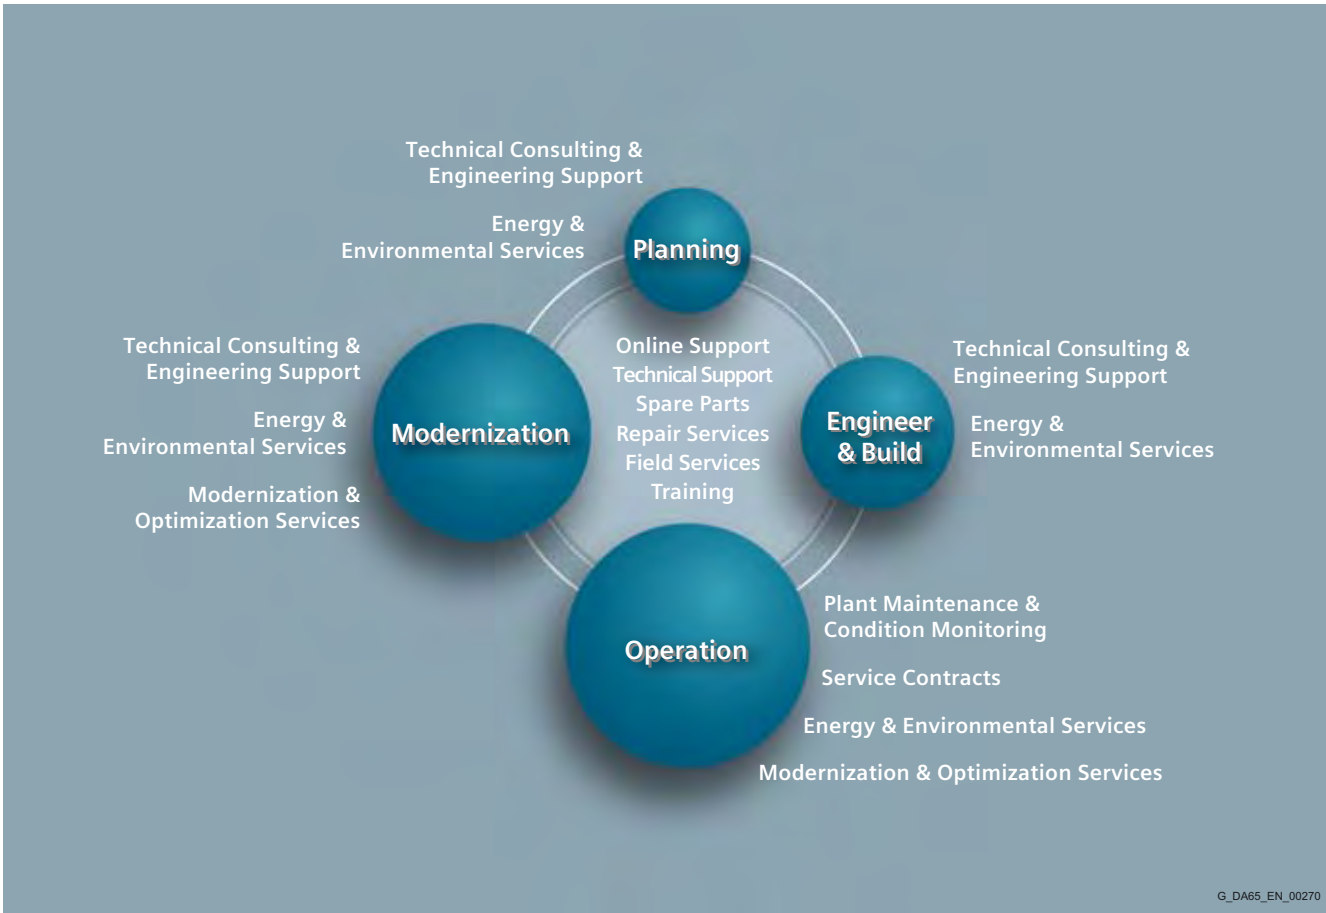 Technical Consulting &
Engineering Support
Energy &
Environmental Services
Planning
Technical Consulting &
Engineering Support
Energy &
Environmental Services
Modernization &
Optimization Services
Modernization
Online Support
Technical Support
Spare Parts
Repair Services
Field Services
Training
Engineer
& Build
Technical Consulting &
Engineering Support
Energy &
Environmental Services
Operation
Plant Maintenance &
Condition Monitoring
Service Contracts
Energy & Environmental Services
Modernization & Optimization Services
G_DA65_EN_00270